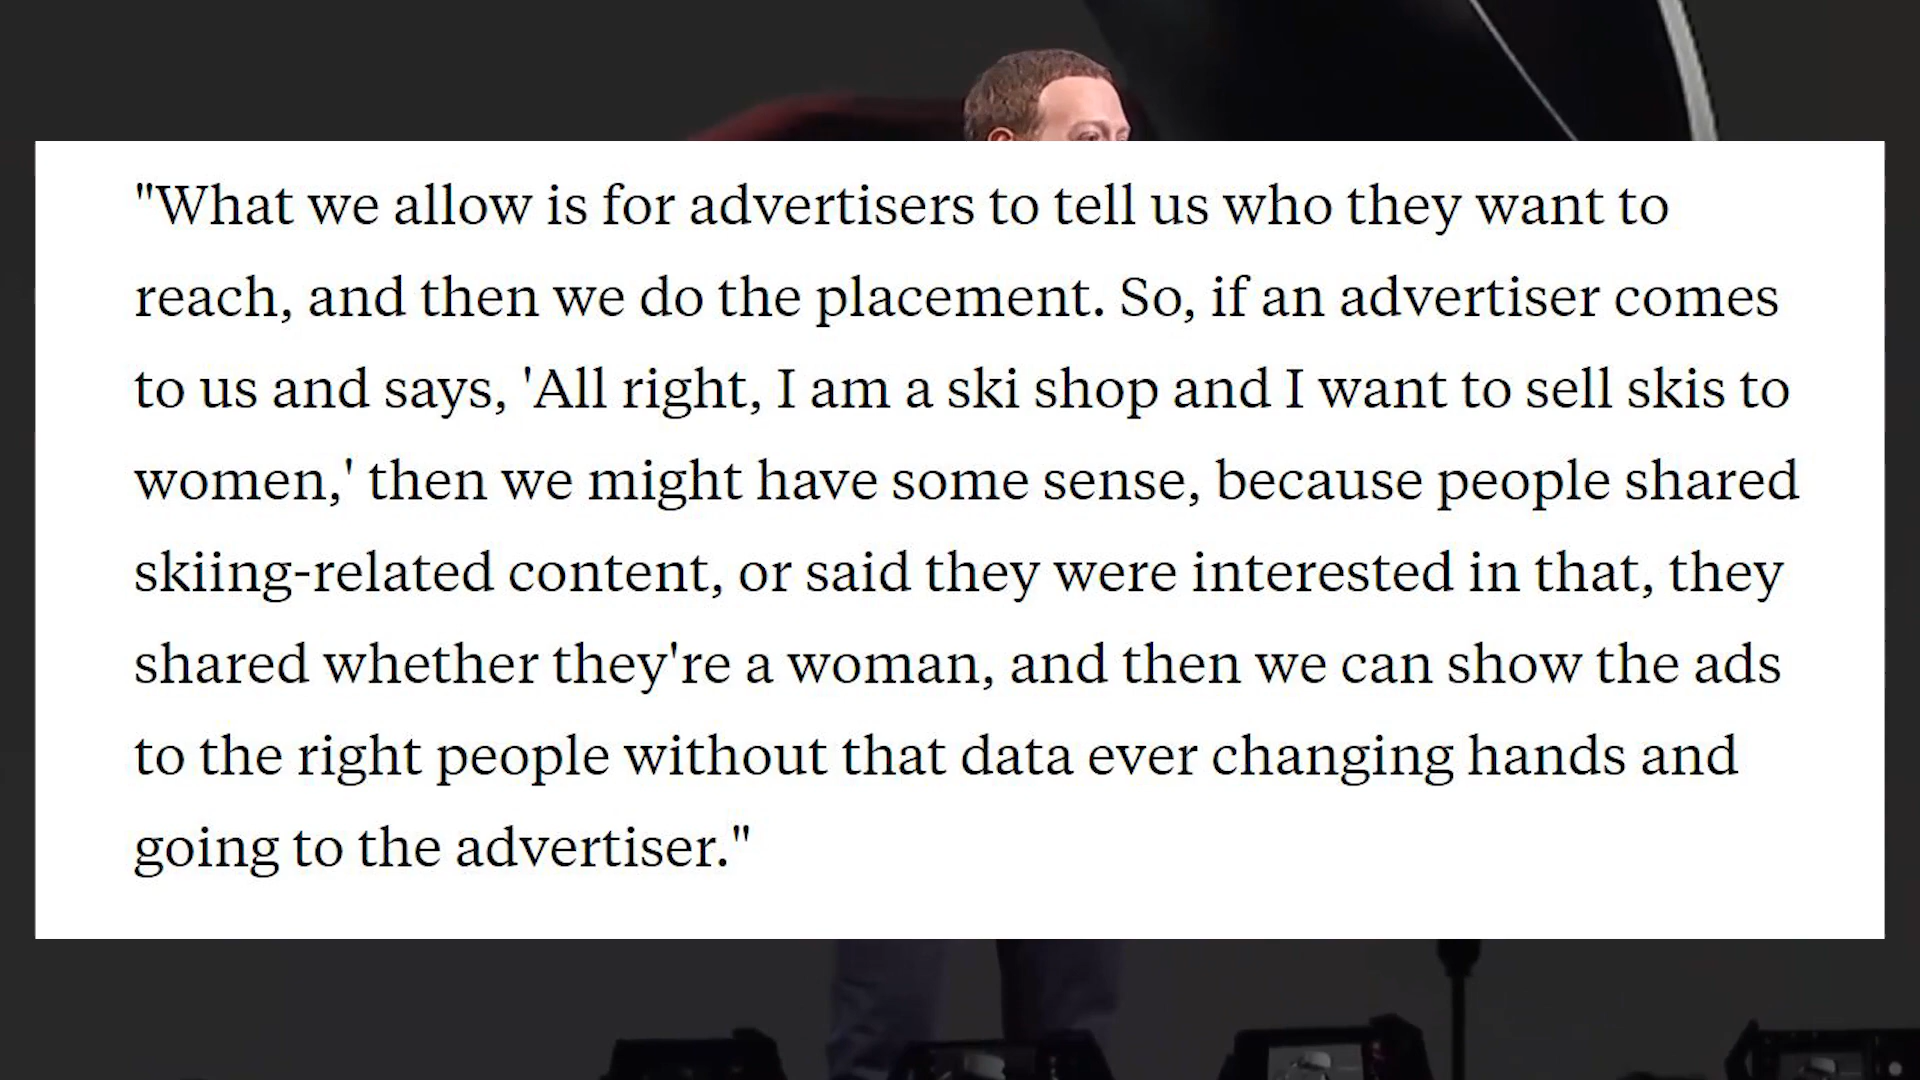 "What we allow is for advertisers to tell us who they want to
reach, and then we do the placement. So, if an advertiser comes
to us and says, 'All right, I am a ski shop and I want to sell skis to
women,' then we might have some sense, because people shared
skiing-related content, or said they were interested in that, they
shared whether they're a woman, and then we can show the ads
to the right people without that data ever changing hands and
going to the advertiser."